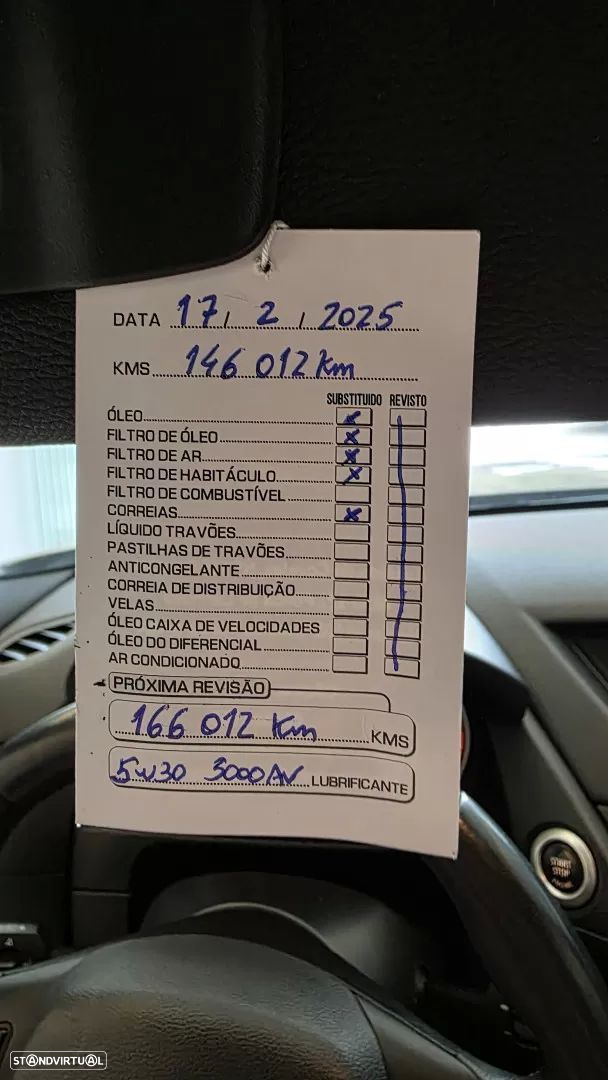 DATA 17 / 2 / 2025
KMS 146 012 Km
SUBSTITUIDO REVISTO
ÓLEO x
FILTRO DE ÓLEO x
FILTRO DE AR x
FILTRO DE HABITÁCULO x
FILTRO DE COMBUSTÍVEL
CORREIAS x
LÍQUIDO TRAVÕES
PASTILHAS DE TRAVÕES
ANTICONGELANTE
CORREIA DE DISTRIBUIÇÃO
VELAS
ÓLEO CAIXA DE VELOCIDADES
ÓLEO DO DIFERENCIAL
AR CONDICIONADO
PRÓXIMA REVISÃO
166 012 Km KMS
5W30 3000AV LUBRIFICANTE
START
STOP
ENGINE
STANDVIRTUAL